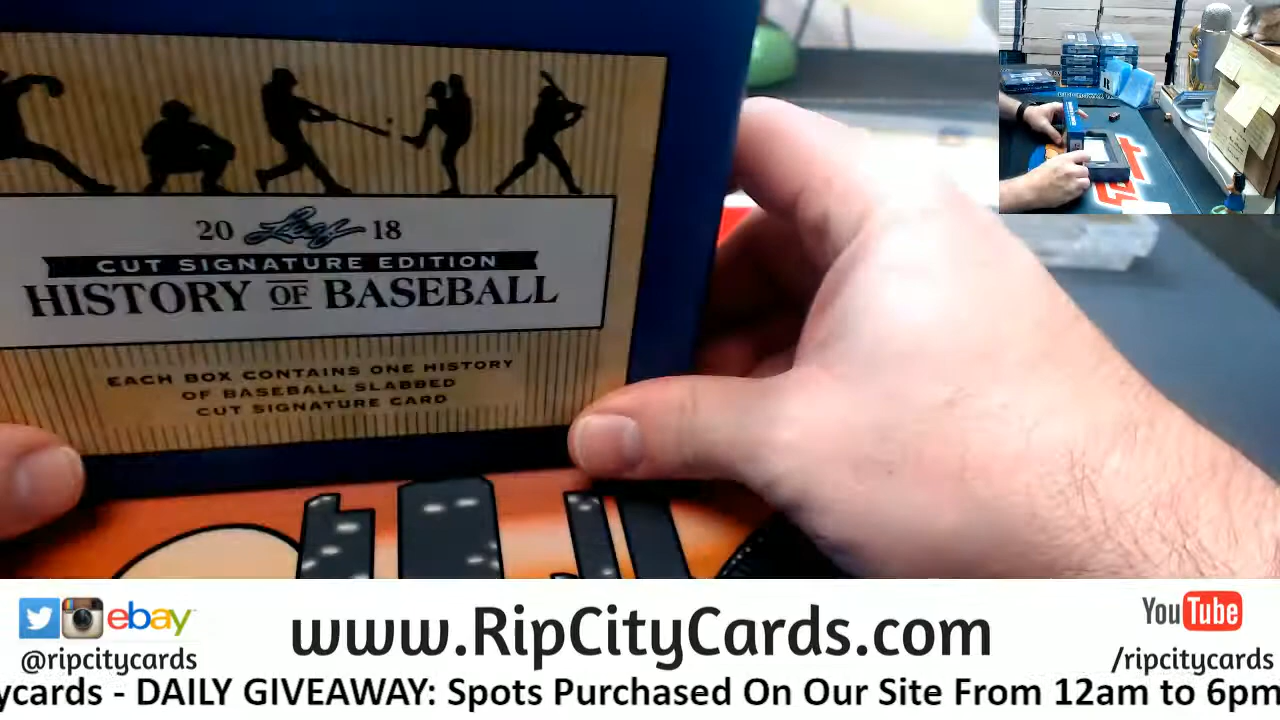 20 Leaf 18
CUT SIGNATURE EDITION
HISTORY OF BASEBALL
EACH BOX CONTAINS ONE HISTORY
OF BASEBALL SLABBED
CUT SIGNATURE CARD
ebay
@ripcitycards
www.RipCityCards.com
YouTube
/ripcitycards
ycards - DAILY GIVEAWAY: Spots Purchased On Our Site From 12am to 6pm